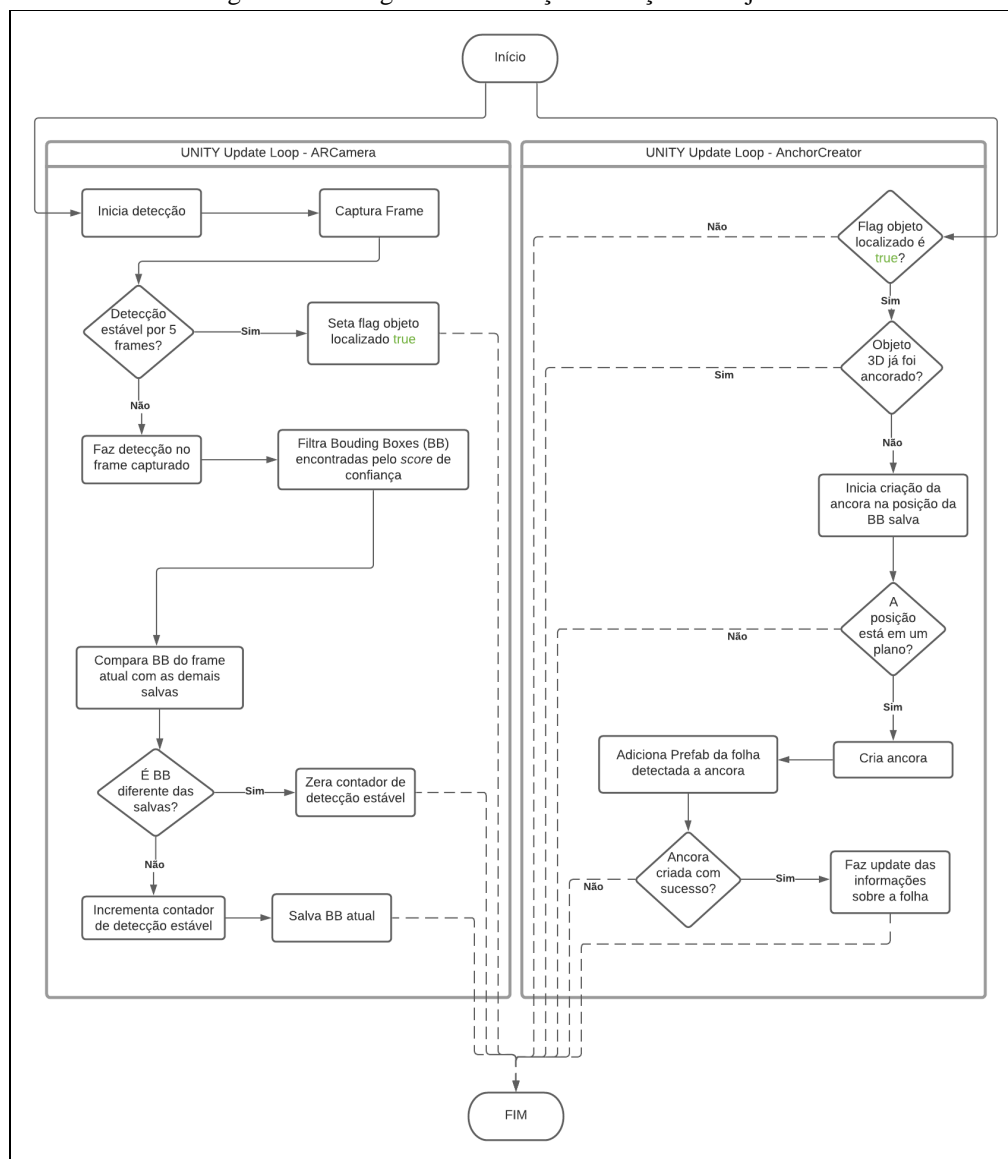 Início
UNITY Update Loop - ARCamera
Inicia detecção
Captura Frame
Detecção
estável por 5
frames?
Sim
Seta flag objeto
localizado true
Não
Faz detecção no
frame capturado
Filtra Bouding Boxes (BB)
encontradas pelo score de
confiança
Compara BB do frame
atual com as demais
salvas
É BB
diferente das
salvas?
Sim
Zera contador de
detecção estável
Não
Incrementa contador
de detecção estável
Salva BB atual
UNITY Update Loop - AnchorCreator
Flag objeto
localizado é
true?
Não
Sim
Objeto
3D já foi
ancorado?
Sim
Não
Inicia criação da
ancora na posição da
BB salva
A
posição
está em um
plano?
Não
Sim
Cria ancora
Adiciona Prefab da folha
detectada a ancora
Ancora
criada com
sucesso?
Não
Sim
Faz update das
informações
sobre a folha
FIM